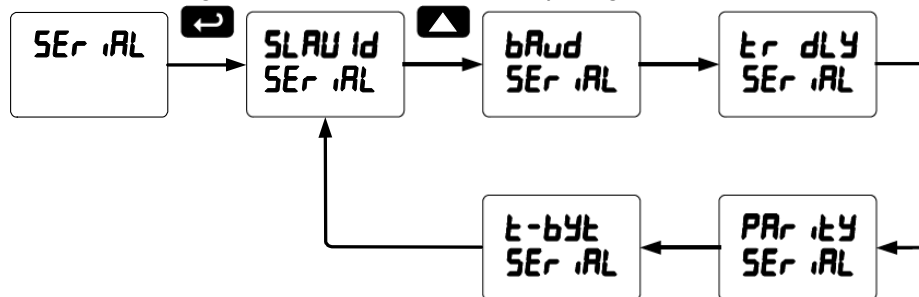 SEr iAL
SLAV Id
SEr iAL
bAud
SEr iAL
tr dLY
SEr iAL
t-bYt
SEr iAL
PAr itY
SEr iAL